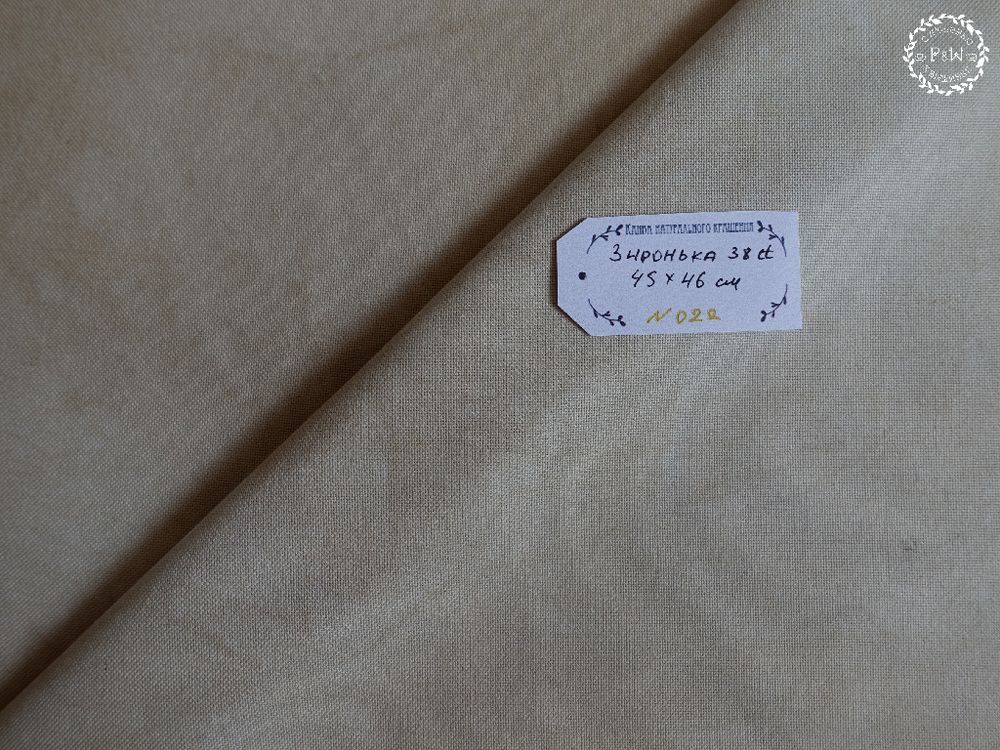 P&W
Канва натурального крашения
Зиронька 38 ct
45 x 46 см
N 022